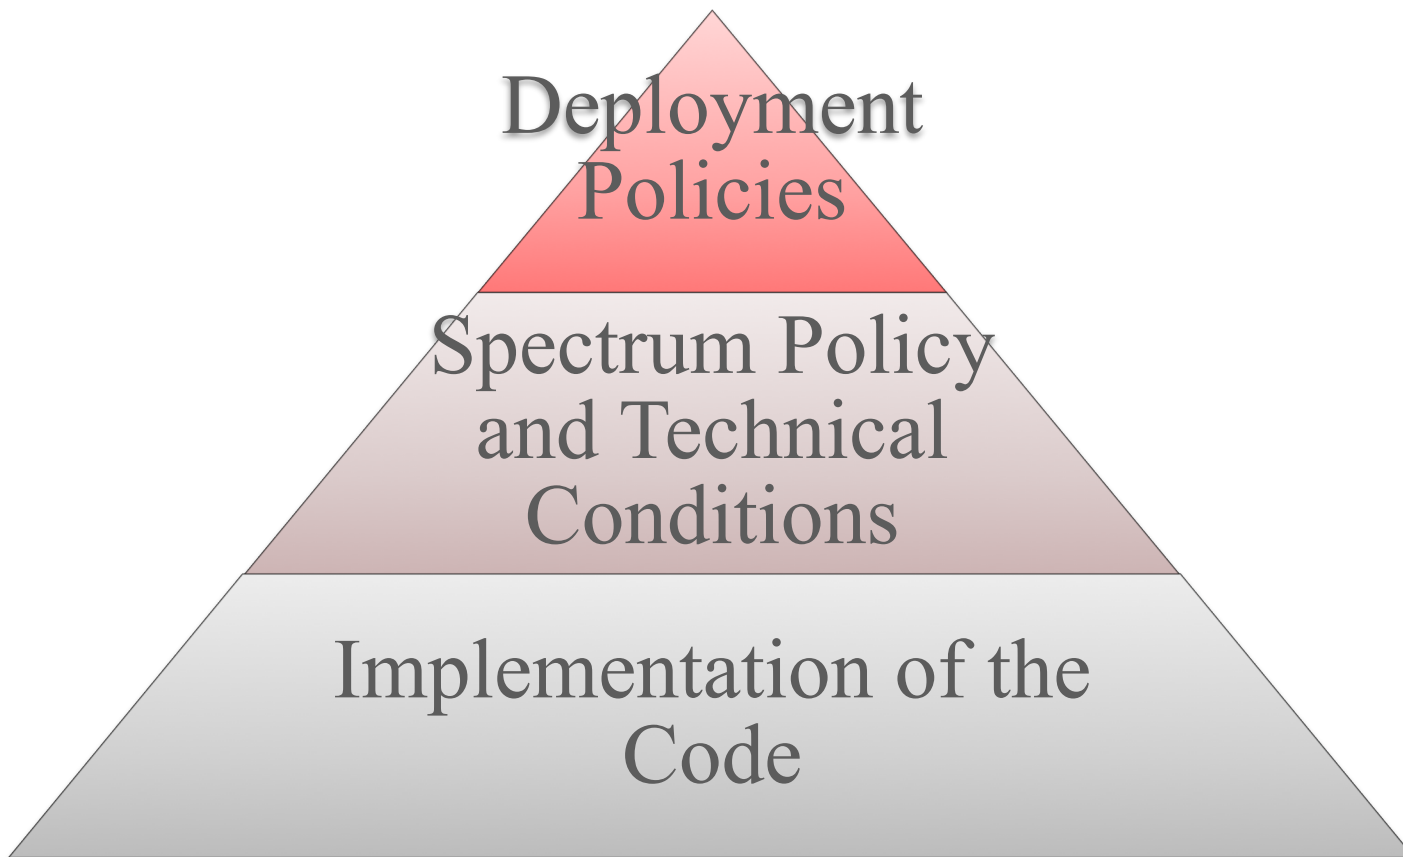 Deployment
Policies
Spectrum Policy
and Technical
Conditions
Implementation of the
Code